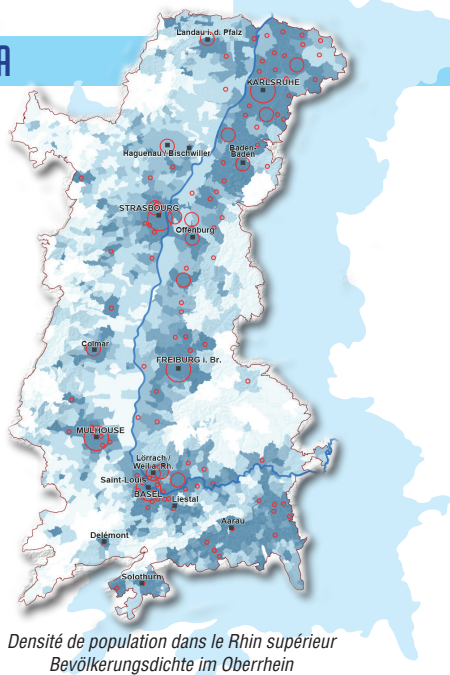 A
Landau i. d. Pfalz
KARLSRUHE
Haguenau / Bischwiller
Baden-
Baden
STRASBOURG
Offenburg
Colmar
FREIBURG i. Br.
MULHOUSE
Lörrach /
Weil a. Rh.
Saint-Louis
BASEL
Liestal
Aarau
Delémont
Solothurn
Densité de population dans le Rhin supérieur
Bevölkerungsdichte im Oberrhein